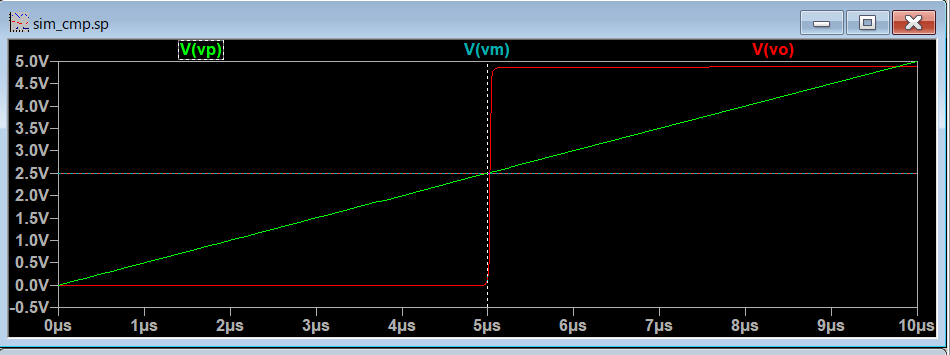 sim_cmp.sp
V(vp) V(vm) V(vo)
5.0V
4.5V
4.0V
3.5V
3.0V
2.5V
2.0V
1.5V
1.0V
0.5V
0.0V
-0.5V
0µs 1µs 2µs 3µs 4µs 5µs 6µs 7µs 8µs 9µs 10µs